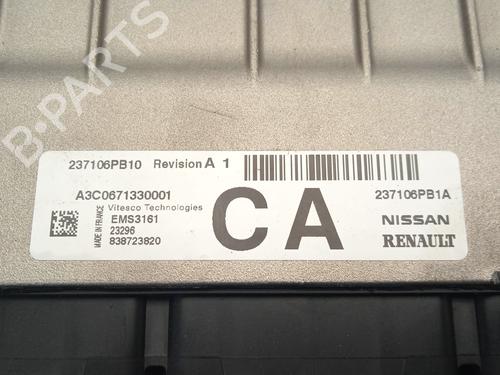 B-PARTS
237106PB10 Revision A 1
A3C0671330001
237106PB1A
Vitesco Technologies
EMS3161
23296
838723820
MADE IN FRANCE
CA
NISSAN
RENAULT